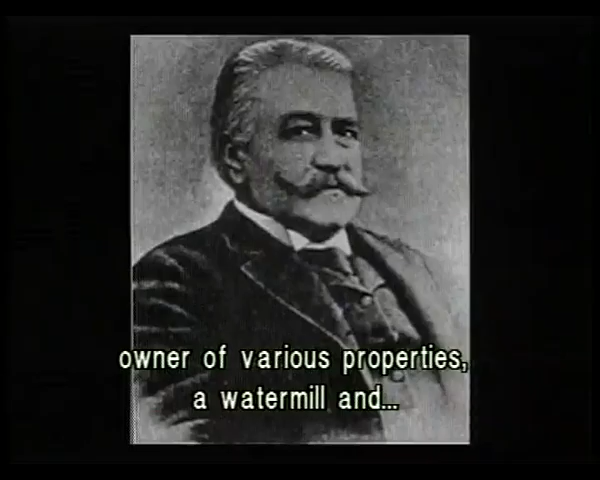 owner of various properties,
a watermill and...